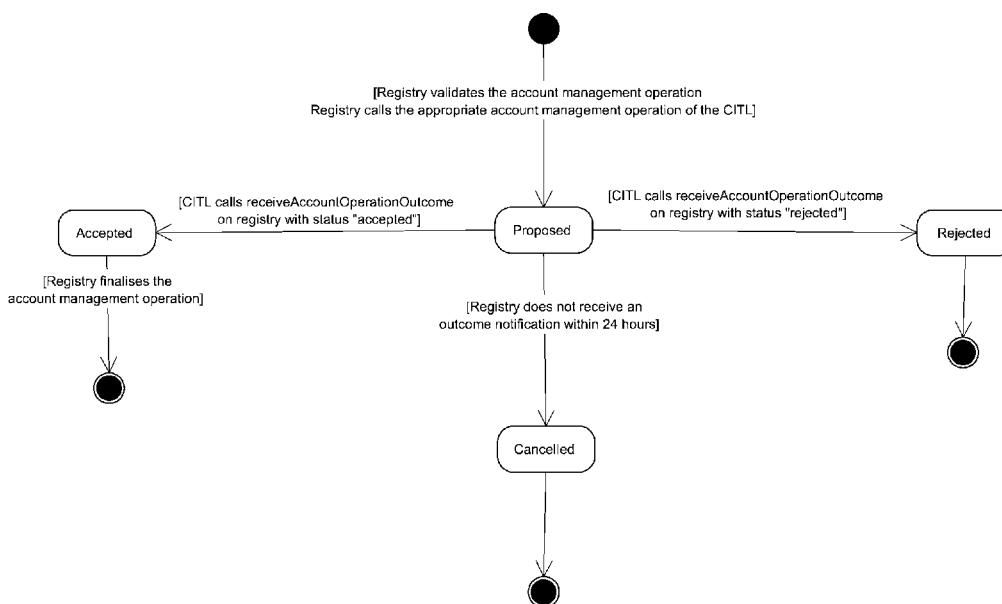 [Registry validates the account management operation
Registry calls the appropriate account management operation of the CITL]
[CITL calls receiveAccountOperationOutcome
on registry with status "accepted"]
[CITL calls receiveAccountOperationOutcome
on registry with status "rejected"]
Accepted
Proposed
Rejected
[Registry finalises the
account management operation]
[Registry does not receive an
outcome notification within 24 hours]
Cancelled